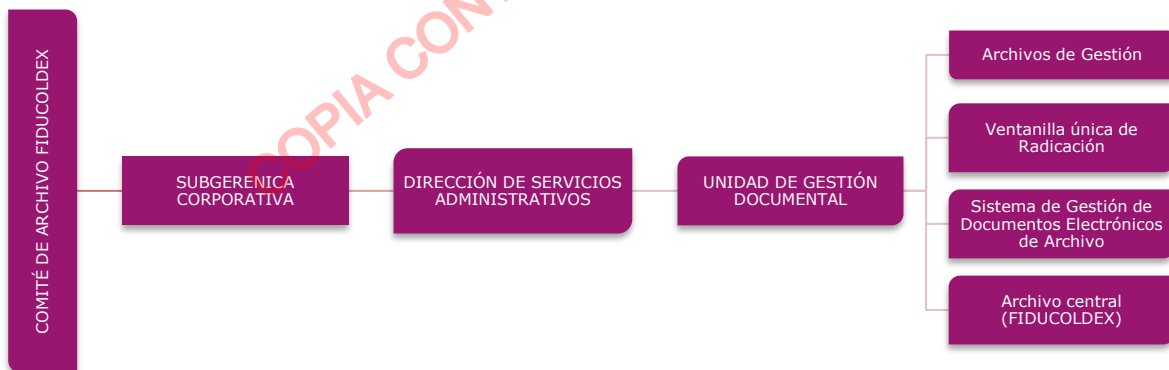 COMITÉ DE ARCHIVO FIDUCOLDEX
SUBGERENICA
CORPORATIVA
DIRECCIÓN DE SERVICIOS
ADMINISTRATIVOS
UNIDAD DE GESTIÓN
DOCUMENTAL
Archivos de Gestión
Ventanilla única de
Radicación
Sistema de Gestión de
Documentos Electrónicos
de Archivo
Archivo central
(FIDUCOLDEX)
COPIA